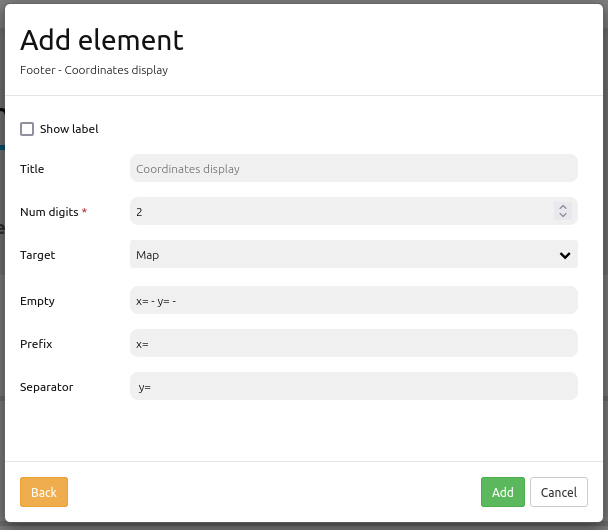 Add element
Footer - Coordinates display
Show label
Title Coordinates display
Num digits * 2
Target Map
Empty x= - y= -
Prefix x=
Separator y=
Back Add Cancel